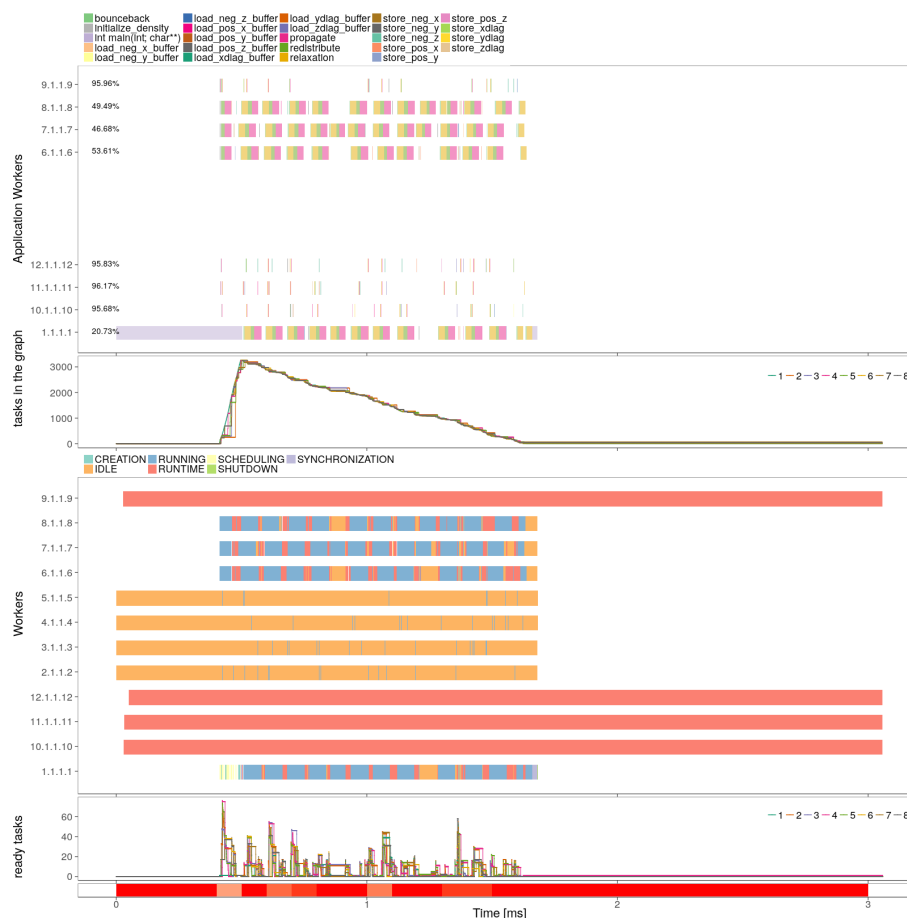 bounceback load_neg_z_buffer load_ydlag_buffer store_neg_x store_pos_z
initialize_density load_pos_x_buffer load_zdiag_buffer store_neg_y store_xdiag
int main(int; char**) load_pos_y_buffer propagate store_neg_z store_ydiag
load_neg_x_buffer load_pos_z_buffer redistribute store_pos_x store_zdiag
load_neg_y_buffer load_xdlag_buffer relaxation store_pos_y
Application Workers
9.1.1.9 95.96%
8.1.1.8 49.49%
7.1.1.7 46.68%
6.1.1.6 53.61%
12.1.1.12 95.83%
11.1.1.11 96.17%
10.1.1.10 95.68%
1.1.1.1 20.73%
tasks in the graph
3000
2000
1000
0
1 2 3 4 5 6 7 8
CREATION RUNNING SCHEDULING SYNCHRONIZATION
IDLE RUNTIME SHUTDOWN
Workers
9.1.1.9
8.1.1.8
7.1.1.7
6.1.1.6
5.1.1.5
4.1.1.4
3.1.1.3
2.1.1.2
12.1.1.12
11.1.1.11
10.1.1.10
1.1.1.1
ready tasks
60
40
20
0
1 2 3 4 5 6 7 8
0 1 2 3
Time [ms]